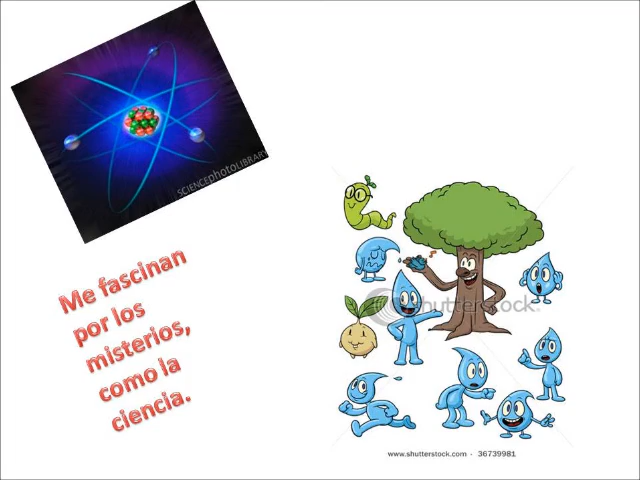 SCIENCEphotoLIBRARY
Me fascinan
por los
misterios,
como la
ciencia.
shutterstock
www.shutterstock.com · 36739981